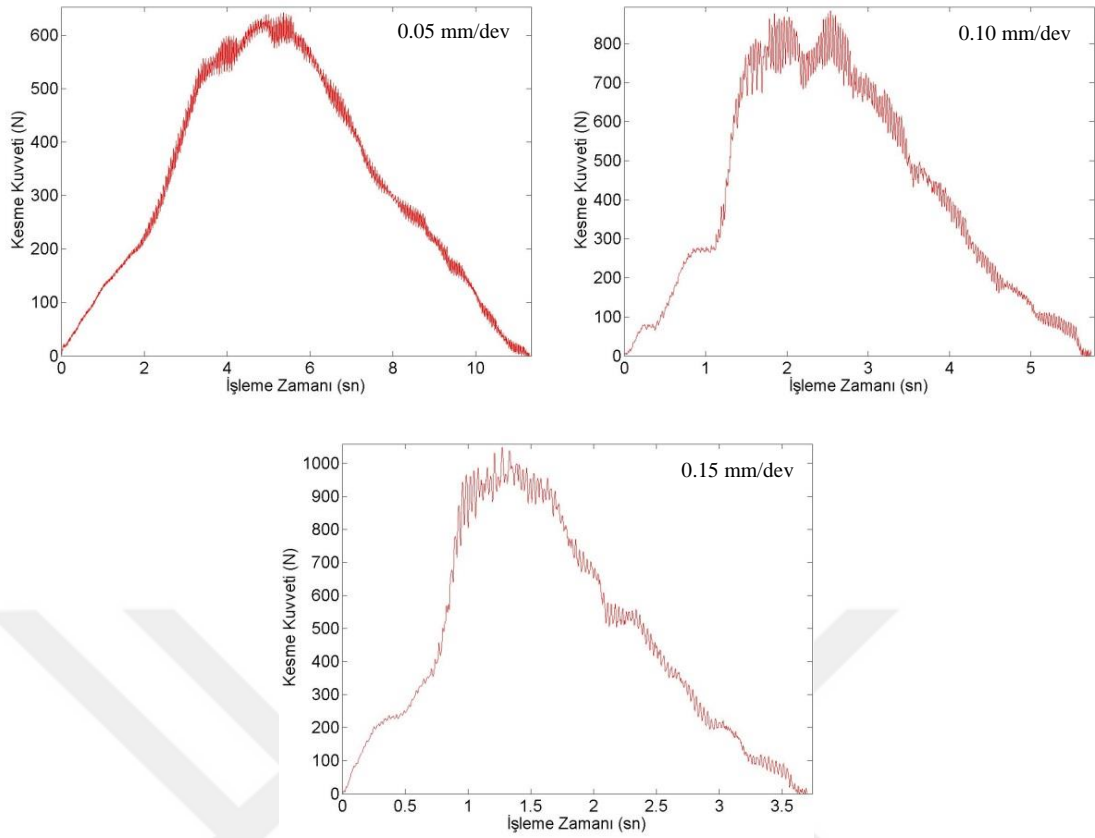 0.05 mm/dev
Kesme Kuvveti (N)
600
500
400
300
200
100
0
0 2 4 6 8 10
İşleme Zamanı (sn)
0.10 mm/dev
Kesme Kuvveti (N)
800
700
600
500
400
300
200
100
0
0 1 2 3 4 5
İşleme Zamanı (sn)
0.15 mm/dev
Kesme Kuvveti (N)
1000
900
800
700
600
500
400
300
200
100
0
0 0.5 1 1.5 2 2.5 3 3.5
İşleme Zamanı (sn)